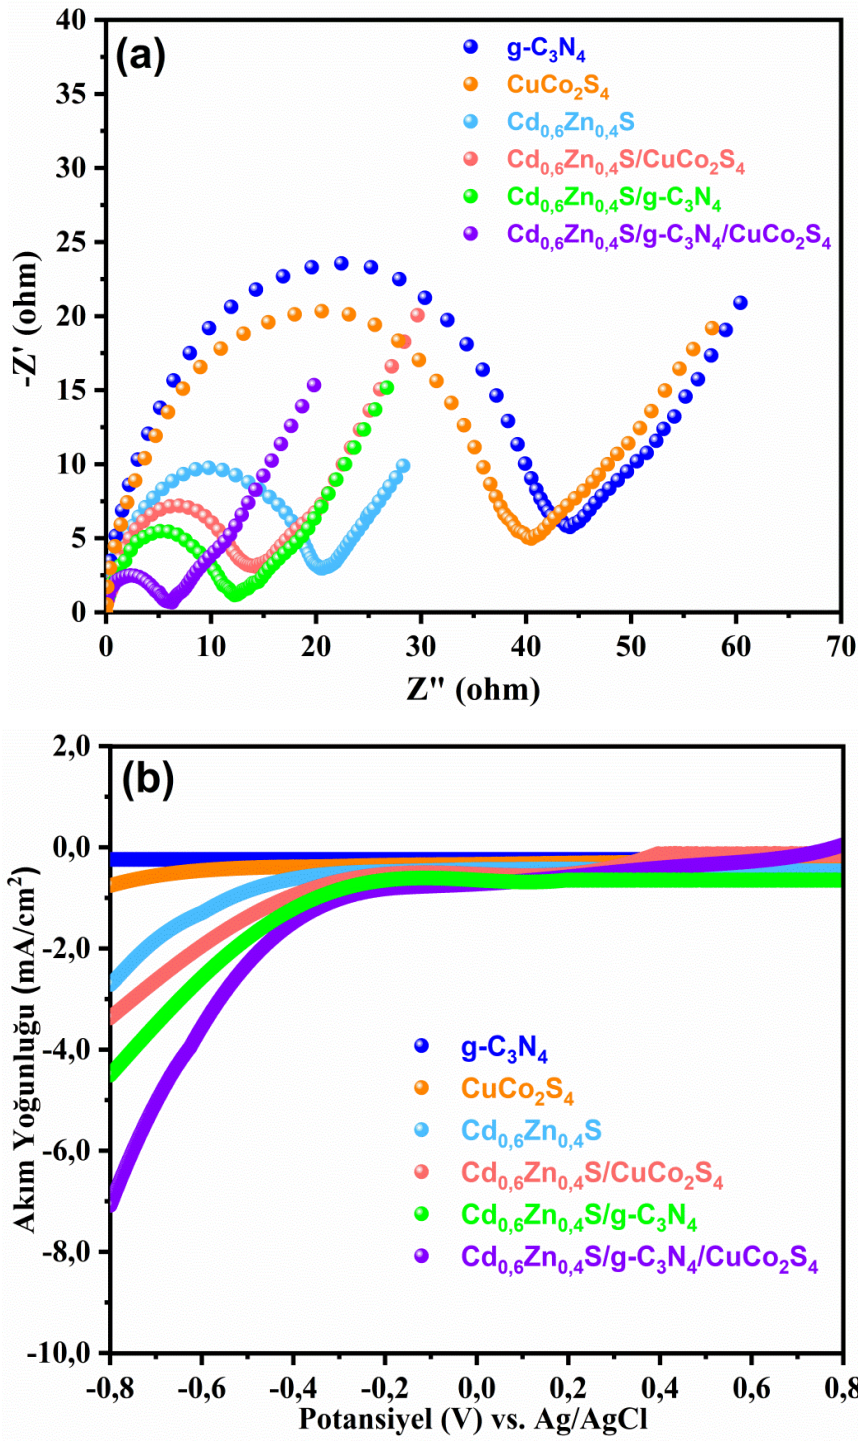 (a)
40
35
30
25
20
15
10
5
0
-Z' (ohm)
g-C₃N₄
CuCo₂S₄
Cd₀,₆Zn₀,₄S
Cd₀,₆Zn₀,₄S/CuCo₂S₄
Cd₀,₆Zn₀,₄S/g-C₃N₄
Cd₀,₆Zn₀,₄S/g-C₃N₄/CuCo₂S₄
0 10 20 30 40 50 60 70
Z'' (ohm)
(b)
2,0
0,0
-2,0
-4,0
-6,0
-8,0
-10,0
Akım Yoğunluğu (mA/cm²)
g-C₃N₄
CuCo₂S₄
Cd₀,₆Zn₀,₄S
Cd₀,₆Zn₀,₄S/CuCo₂S₄
Cd₀,₆Zn₀,₄S/g-C₃N₄
Cd₀,₆Zn₀,₄S/g-C₃N₄/CuCo₂S₄
-0,8 -0,6 -0,4 -0,2 0,0 0,2 0,4 0,6 0,8
Potansiyel (V) vs. Ag/AgCl